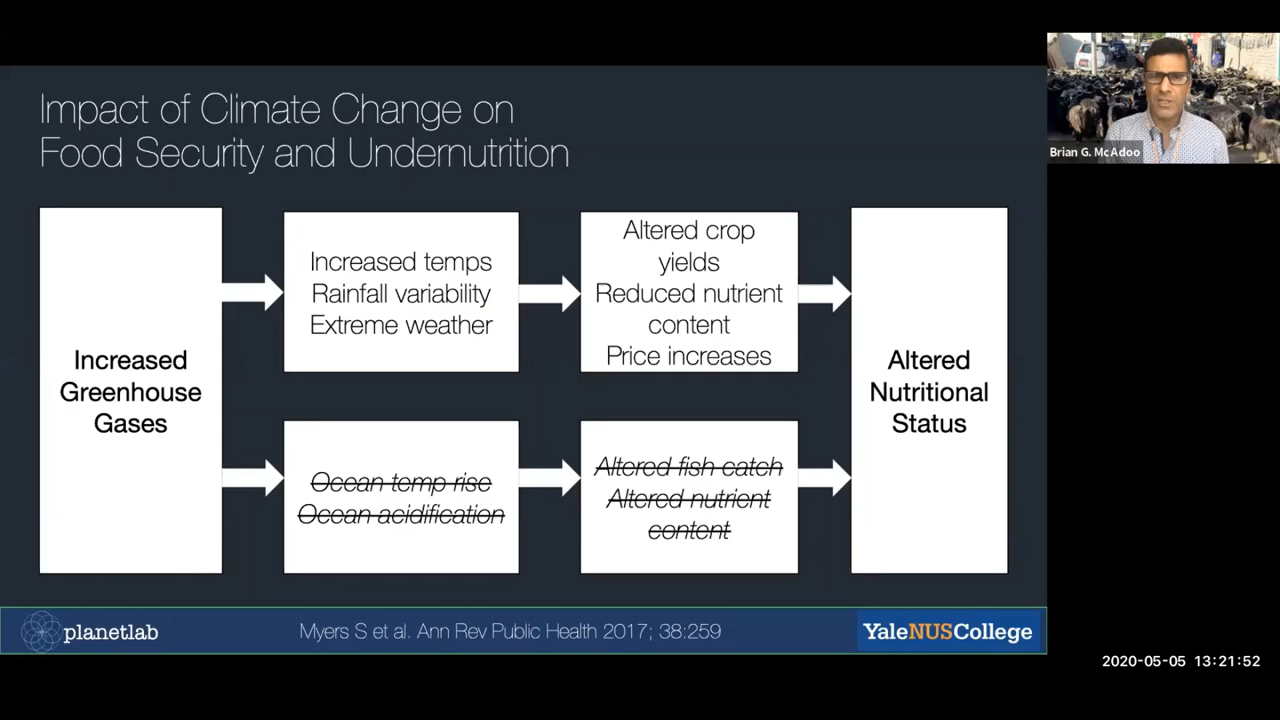 Impact of Climate Change on
Food Security and Undernutrition
Brian G. McAdoo
Increased
Greenhouse
Gases
Increased temps
Rainfall variability
Extreme weather
Altered crop
yields
Reduced nutrient
content
Price increases
Altered
Nutritional
Status
Ocean temp rise
Ocean acidification
Altered fish catch
Altered nutrient
content
planetlab
Myers S et al. Ann Rev Public Health 2017; 38:259
YaleNUSCollege
2020-05-05 13:21:52